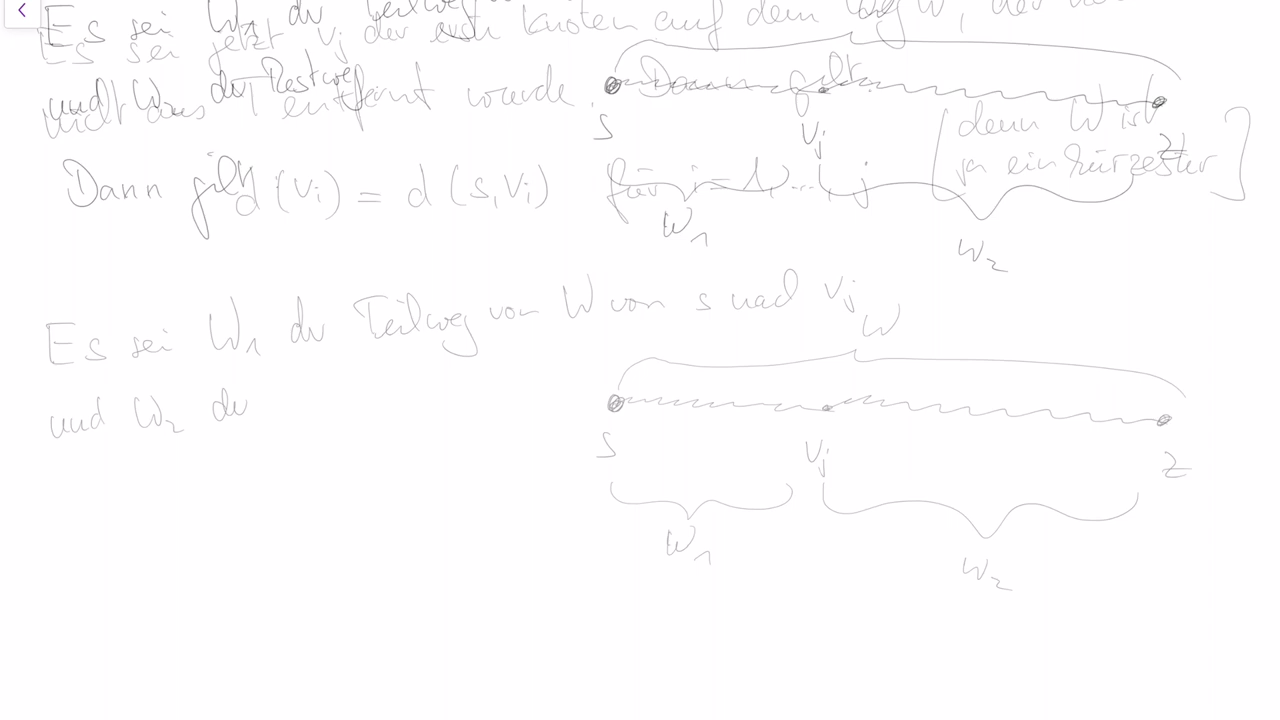 Es sei W₁ der Teilweg
Es sei jetzt vj der erste Knoten auf dem Weg W, der
und W₂ der Restweg
nicht aus T entfernt wurde. Dann gilt:
s vj z
[denn W ist
ja ein kürzester]
Dann gilt d(vi) = d(s,vi) für i=1,...,j
W₁ W₂
Es sei W₁ der Teilweg von W von s nach vj
W
und W₂ der
s vj z
W₁ W₂